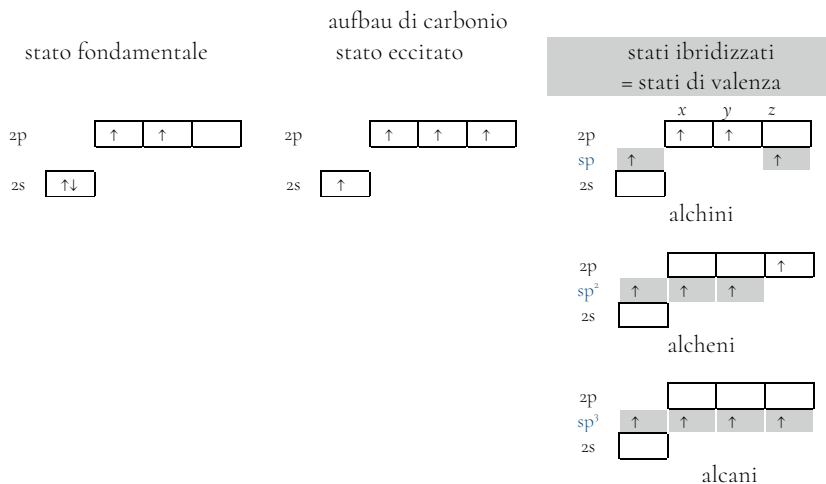 aufbau di carbonio
stato fondamentale stato eccitato stati ibridizzati
= stati di valenza
x y z
2p ↑ ↑ 2p ↑ ↑ ↑ 2p ↑ ↑
sp ↑ ↑
2s ↑↓ 2s ↑ 2s
alchini
2p ↑
sp² ↑ ↑ ↑
2s
alcheni
2p
sp³ ↑ ↑ ↑ ↑
2s
alcani